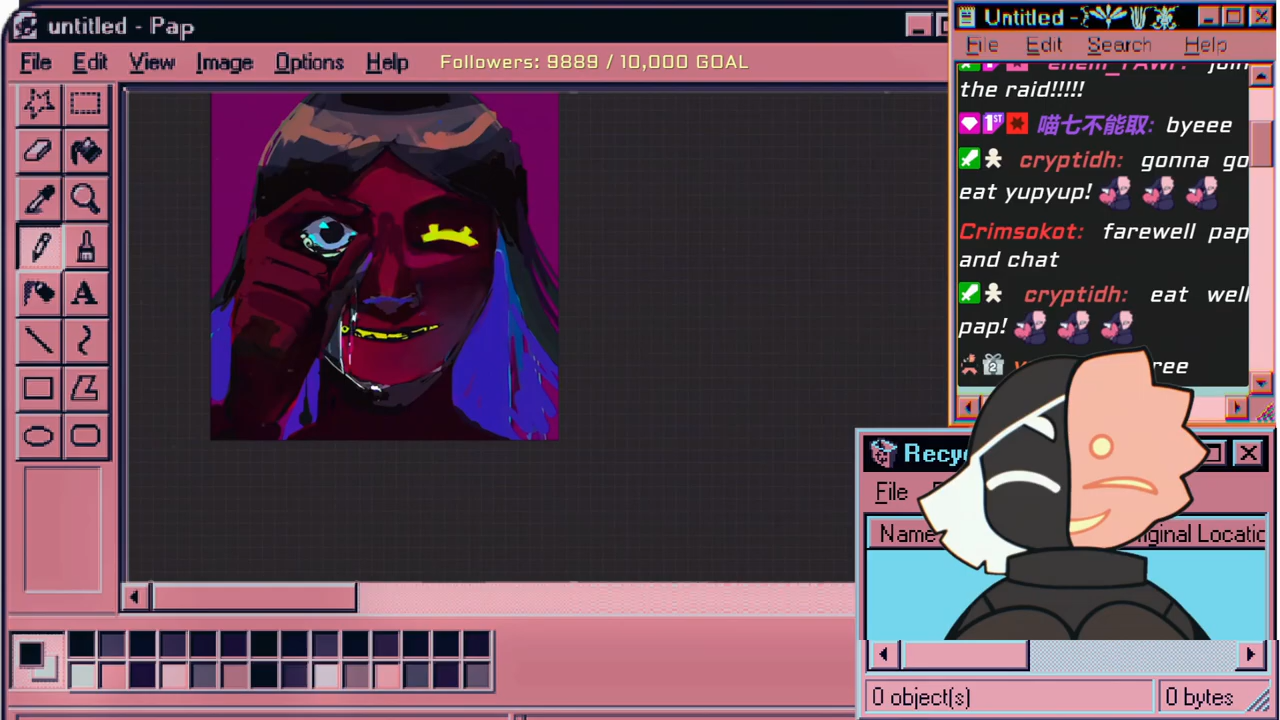 untitled - Pap
File Edit View Image Options Help
Followers: 9889 / 10,000 GOAL
A
Untitled -
File Edit Search Help
the raid!!!!!
1ST 喵七不能取: byeee
cryptidh: gonna go
eat yupyup!
Crimsokot: farewell pap
and chat
cryptidh: eat well
pap!
2
File
Name
iginal Locatio
0 object(s) 0 bytes